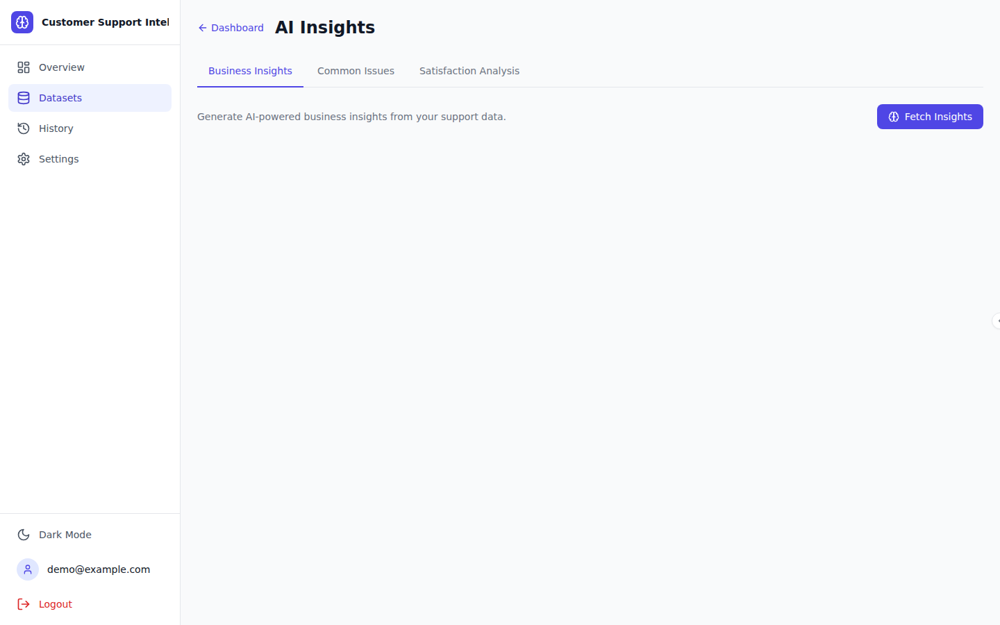 Customer Support Intel
Overview
Datasets
History
Settings
Dark Mode
demo@example.com
Logout
Dashboard
AI Insights
Business Insights
Common Issues
Satisfaction Analysis
Generate AI-powered business insights from your support data.
Fetch Insights